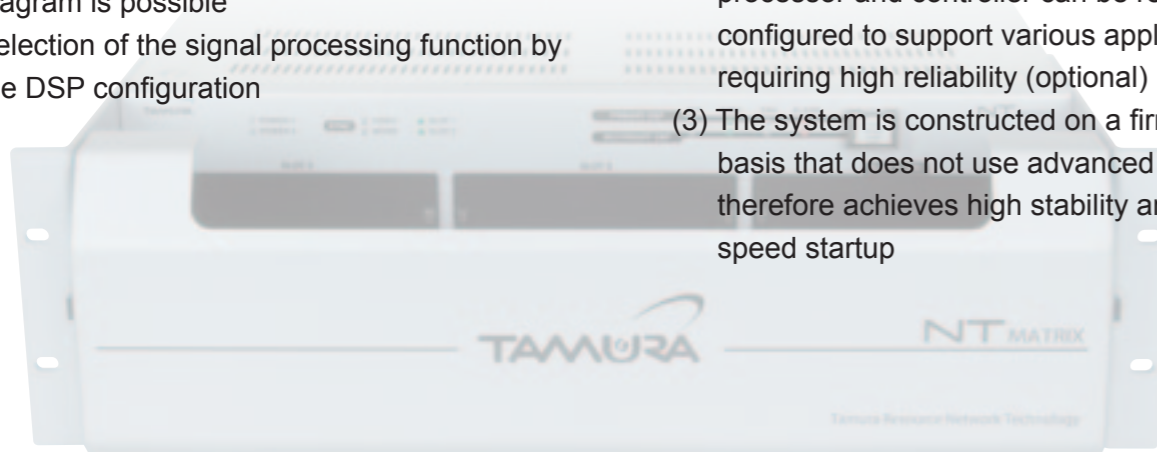 agram is possible
election of the signal processing function by
e DSP configuration
processor and controller can be re
configured to support various appl
requiring high reliability (optional)
(3) The system is constructed on a fir
basis that does not use advanced
therefore achieves high stability a
speed startup
TAMURA
NT MATRIX
Tamura Resource Network Technology